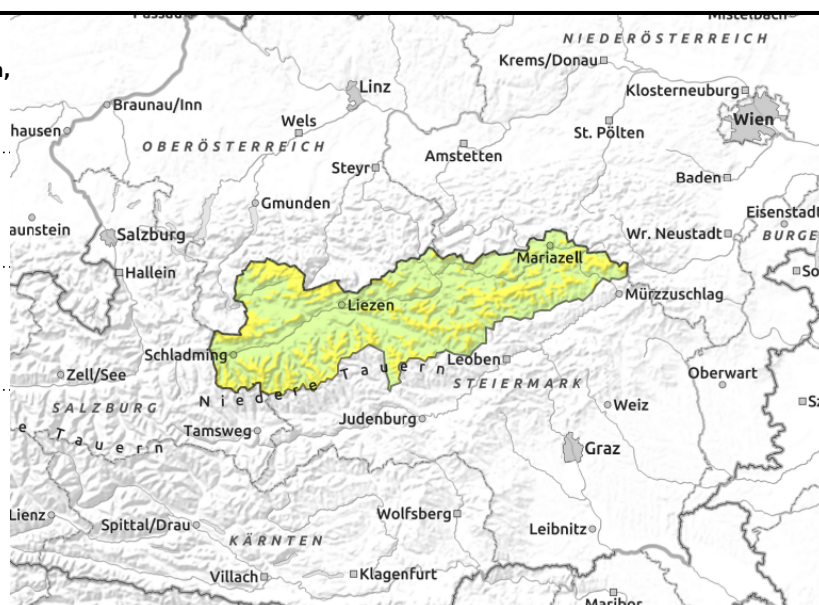 NIEDERÖSTERREICH
Krems/Donau
Linz
Klosterneuburg
Braunau/Inn
Wels
Wien
hausen
St. Pölten
OBERÖSTERREICH
Amstetten
Steyr
Baden
Gmunden
Eisenstadt
aunstein
Salzburg
Wr. Neustadt
BURGE
Mariazell
Hallein
So
Liezen
Mürzzuschlag
Schladming
Leoben
Zell/See
Niedere Tauern
Oberwart
STEIERMARK
SALZBURG
Weiz
Sz
Judenburg
e Tauern
Tamsweg
Graz
Lienz
Spittal/Drau
Wolfsberg
Leibnitz
KÄRNTEN
Villach
Klagenfurt
Maribor